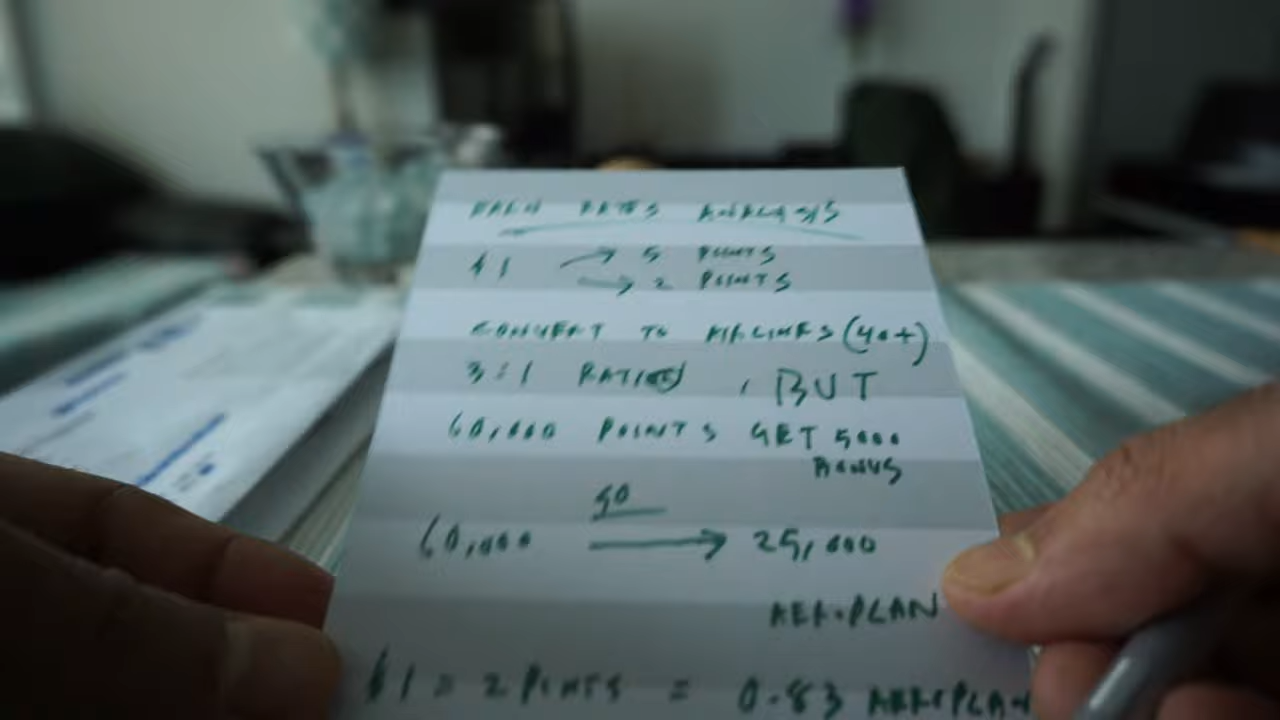 EARN RATES ANALYSIS
$1 → 5 POINTS
→ 2 POINTS
CONVERT TO AIRLINES (40+)
3:1 RATIO, BUT
60,000 POINTS GET 5000
BONUS
SO
60,000 → 25,000
AEROPLAN
$1 = 2 POINTS = 0.83 AEROPLAN